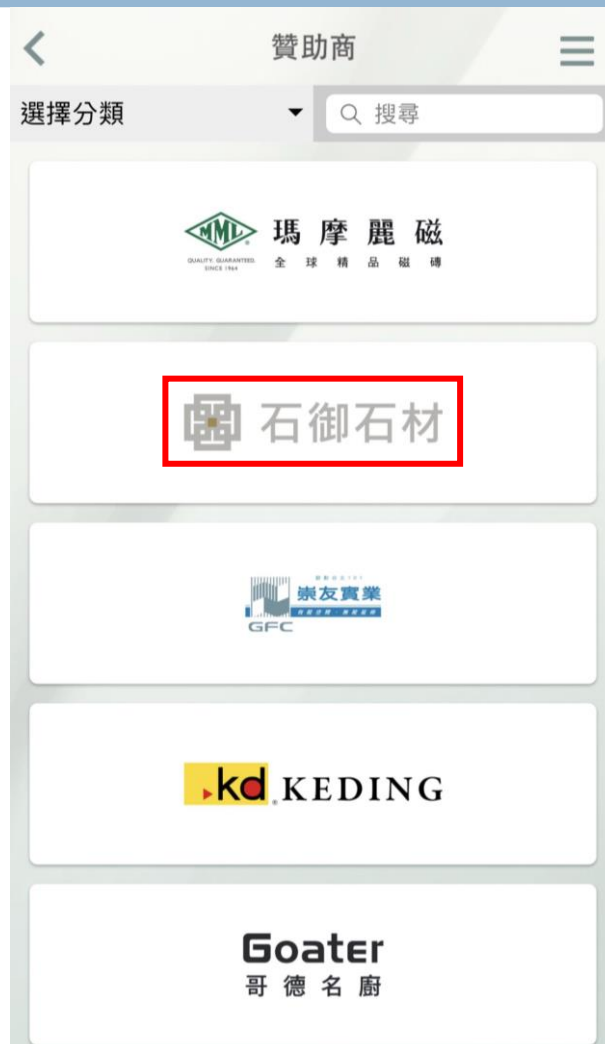 贊助商
選擇分類
搜尋
MML
瑪摩麗磁
QUALITY. GUARANTEED.
SINCE 1964
全球精品磁磚
石御石材
崇友實業
GFC
kd
KEDING
Goater
哥德名廚